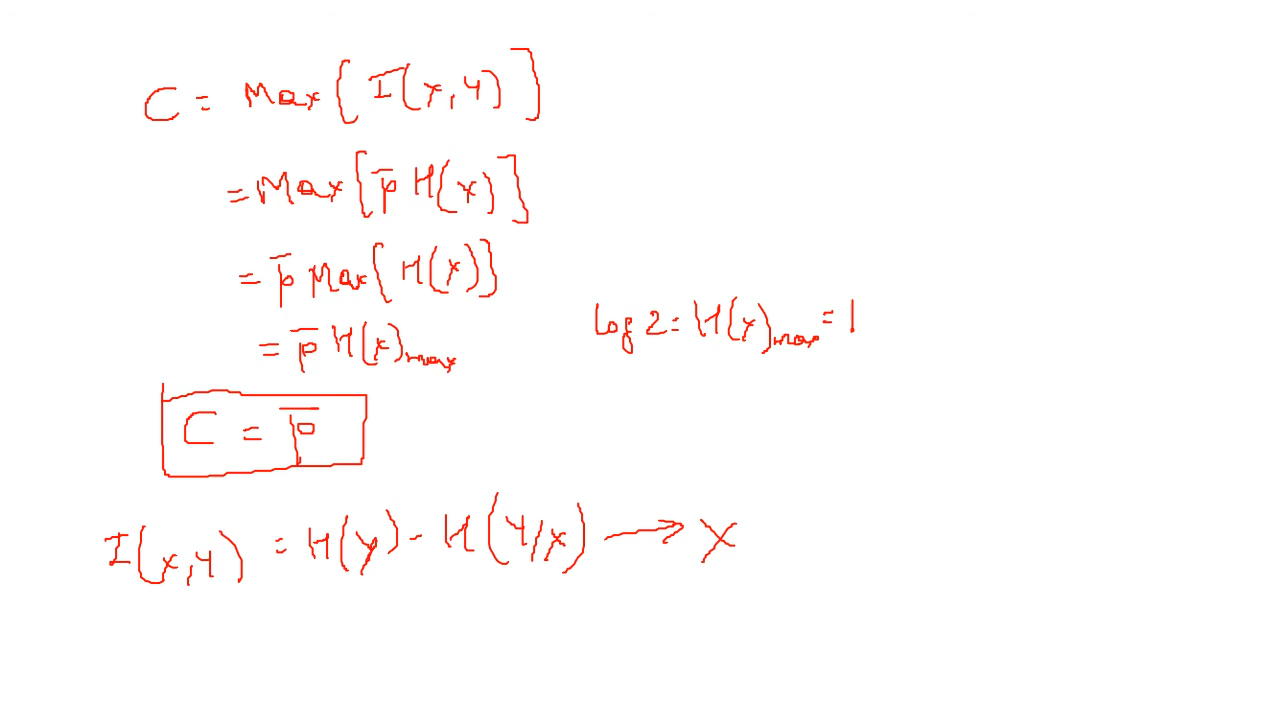 C = Max[I(x,y)]
= Max[p̅ H(x)]
= p̅ Max[H(x)]
= p̅ H(x)max
log 2 = H(x)max = 1
C = p̅
I(x,y) = H(y) - H(y/x) → X